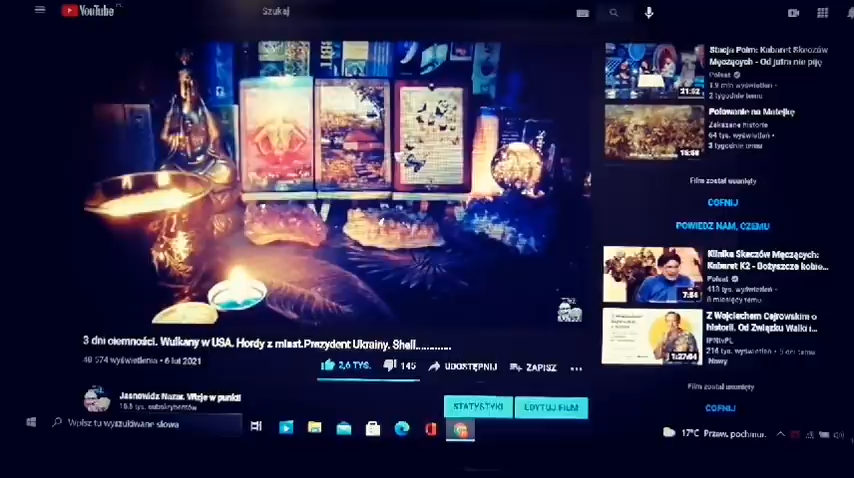 YouTube
Szukaj
Stacja Palm: Kabaret Skeczów
Męczących - Od jutra nie piję
Polsat
1,9 mln wyświetleń •
2 tygodnie temu
21:52
Polowanie na Matejkę
Zakazane historie
64 tys. wyświetleń •
3 tygodnie temu
Film został usunięty
COFNIJ
POWIEDZ NAM, CZEMU
Klinika Skeczów Męczących:
Kabaret K2 - Bożyszcze kobie...
Polsat
413 tys. wyświetleń •
8 miesięcy temu
7:54
Z Wojciechem Cejrowskim o
historii. Od Związku Walki i...
IPNtvPL
216 tys. wyświetleń • 5 dni temu
Nowy
1:27:04
Film został usunięty
COFNIJ
3 dni ciemności. Wulkany w USA. Hordy z miast.Prezydent Ukrainy. Shell............
40 574 wyświetlenia • 6 lut 2021
2,6 TYS.
145
UDOSTĘPNIJ
ZAPISZ
Jasnowidz Nazar. Wizje w punkt!
subskrybentów
STATYSTYKI
EDYTUJ FILM
Wpisz tu wyszukiwane słowa
17°C Przew. pochmur.